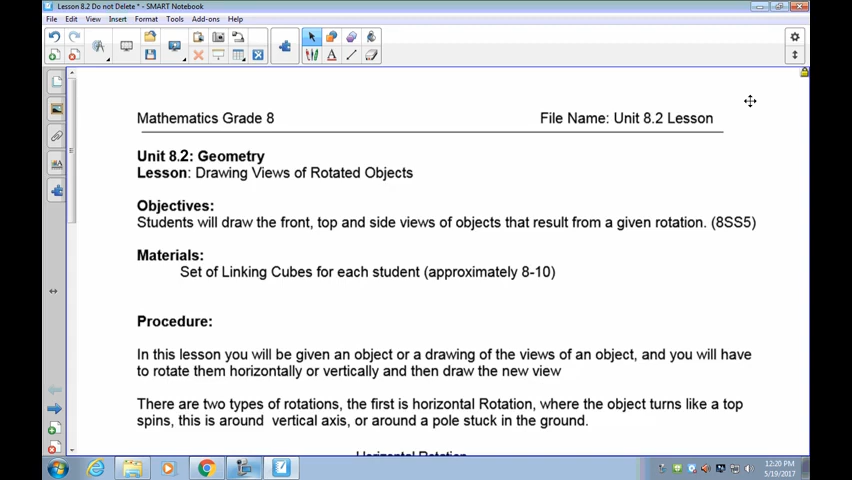 Lesson 8.2 Do not Delete * - SMART Notebook
File Edit View Insert Format Tools Add-ons Help
Mathematics Grade 8 File Name: Unit 8.2 Lesson
Unit 8.2: Geometry
Lesson: Drawing Views of Rotated Objects
Objectives:
Students will draw the front, top and side views of objects that result from a given rotation. (8SS5)
Materials:
Set of Linking Cubes for each student (approximately 8-10)
Procedure:
In this lesson you will be given an object or a drawing of the views of an object, and you will have
to rotate them horizontally or vertically and then draw the new view
There are two types of rotations, the first is horizontal Rotation, where the object turns like a top
spins, this is around vertical axis, or around a pole stuck in the ground.
Horizontal Rotation
12:20 PM
5/19/2017